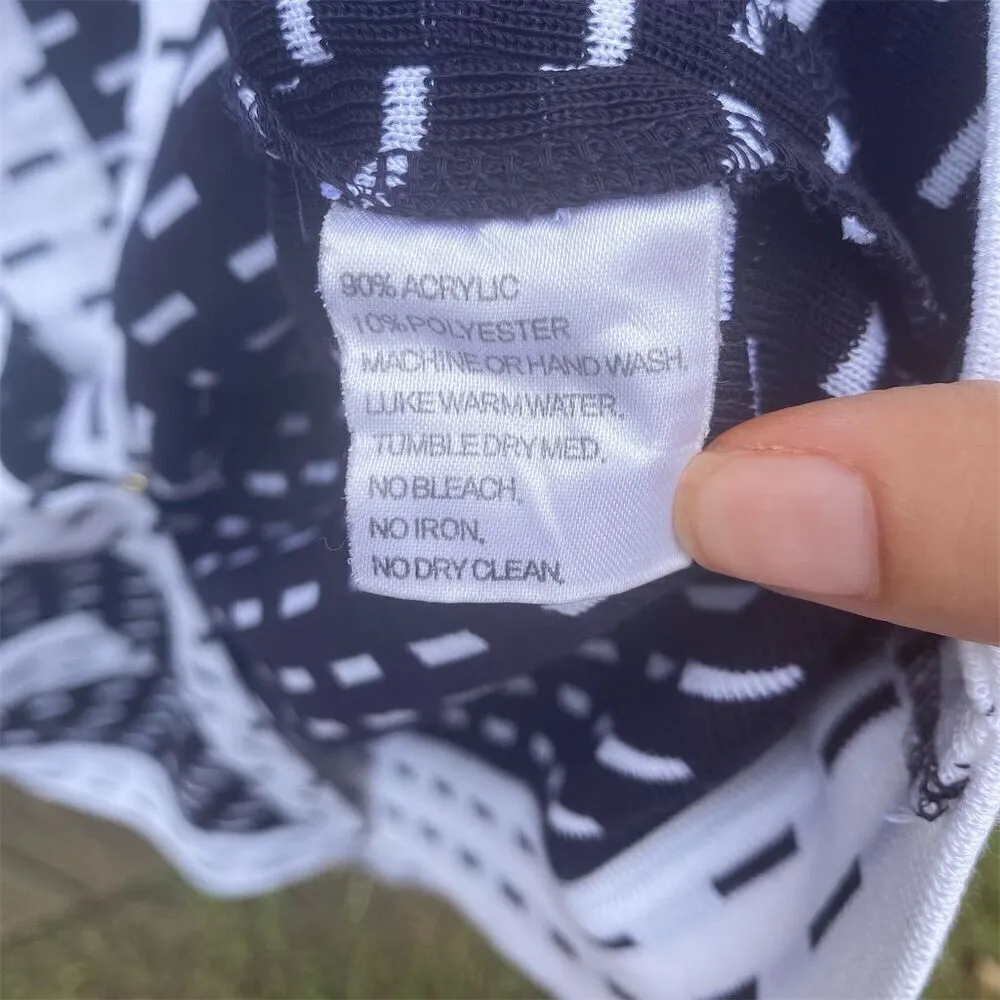 90% ACRYLIC
10% POLYESTER
MACHINE OR HAND WASH.
LUKE WARM WATER.
TUMBLE DRY MED.
NO BLEACH.
NO IRON.
NO DRY CLEAN.